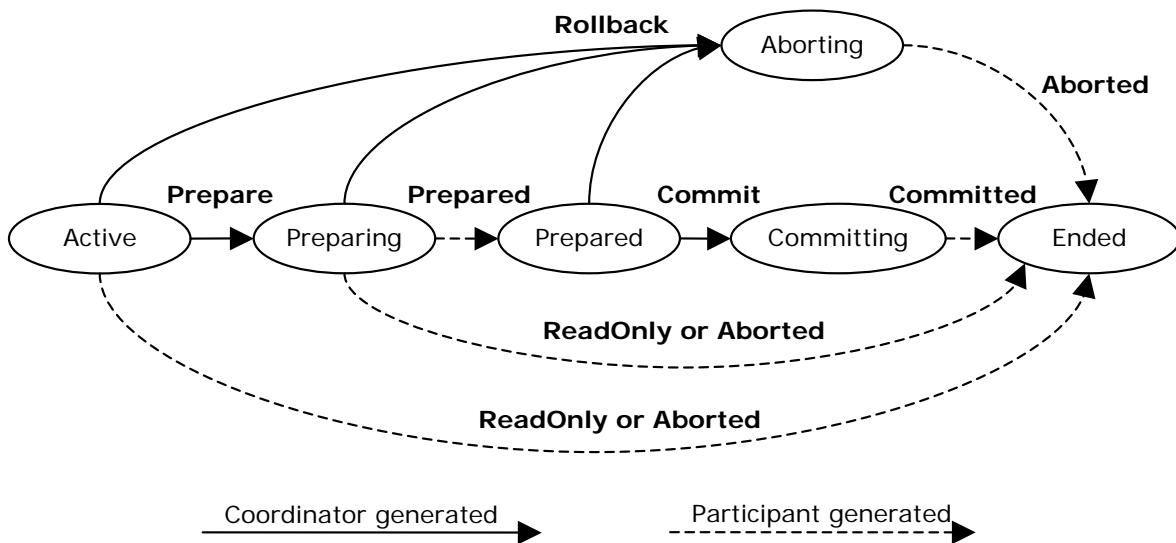 Rollback
Aborting
Aborted
Prepare
Prepared
Commit
Committed
Active
Preparing
Prepared
Committing
Ended
ReadOnly or Aborted
ReadOnly or Aborted
Coordinator generated
Participant generated